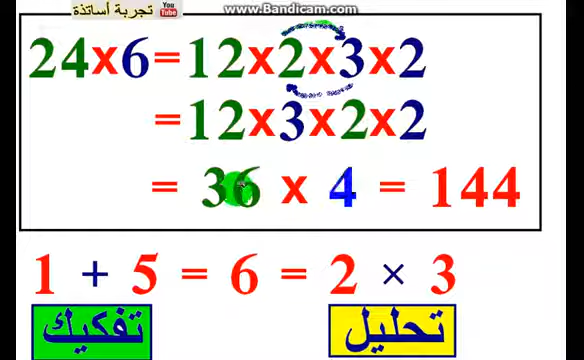 تجربة أساتذة You Tube www.Bandicam.com
24x6=12x2x3x2
=12x3x2x2
= 36 x 4 = 144
1 + 5 = 6 = 2 × 3
تفكيك تحليل